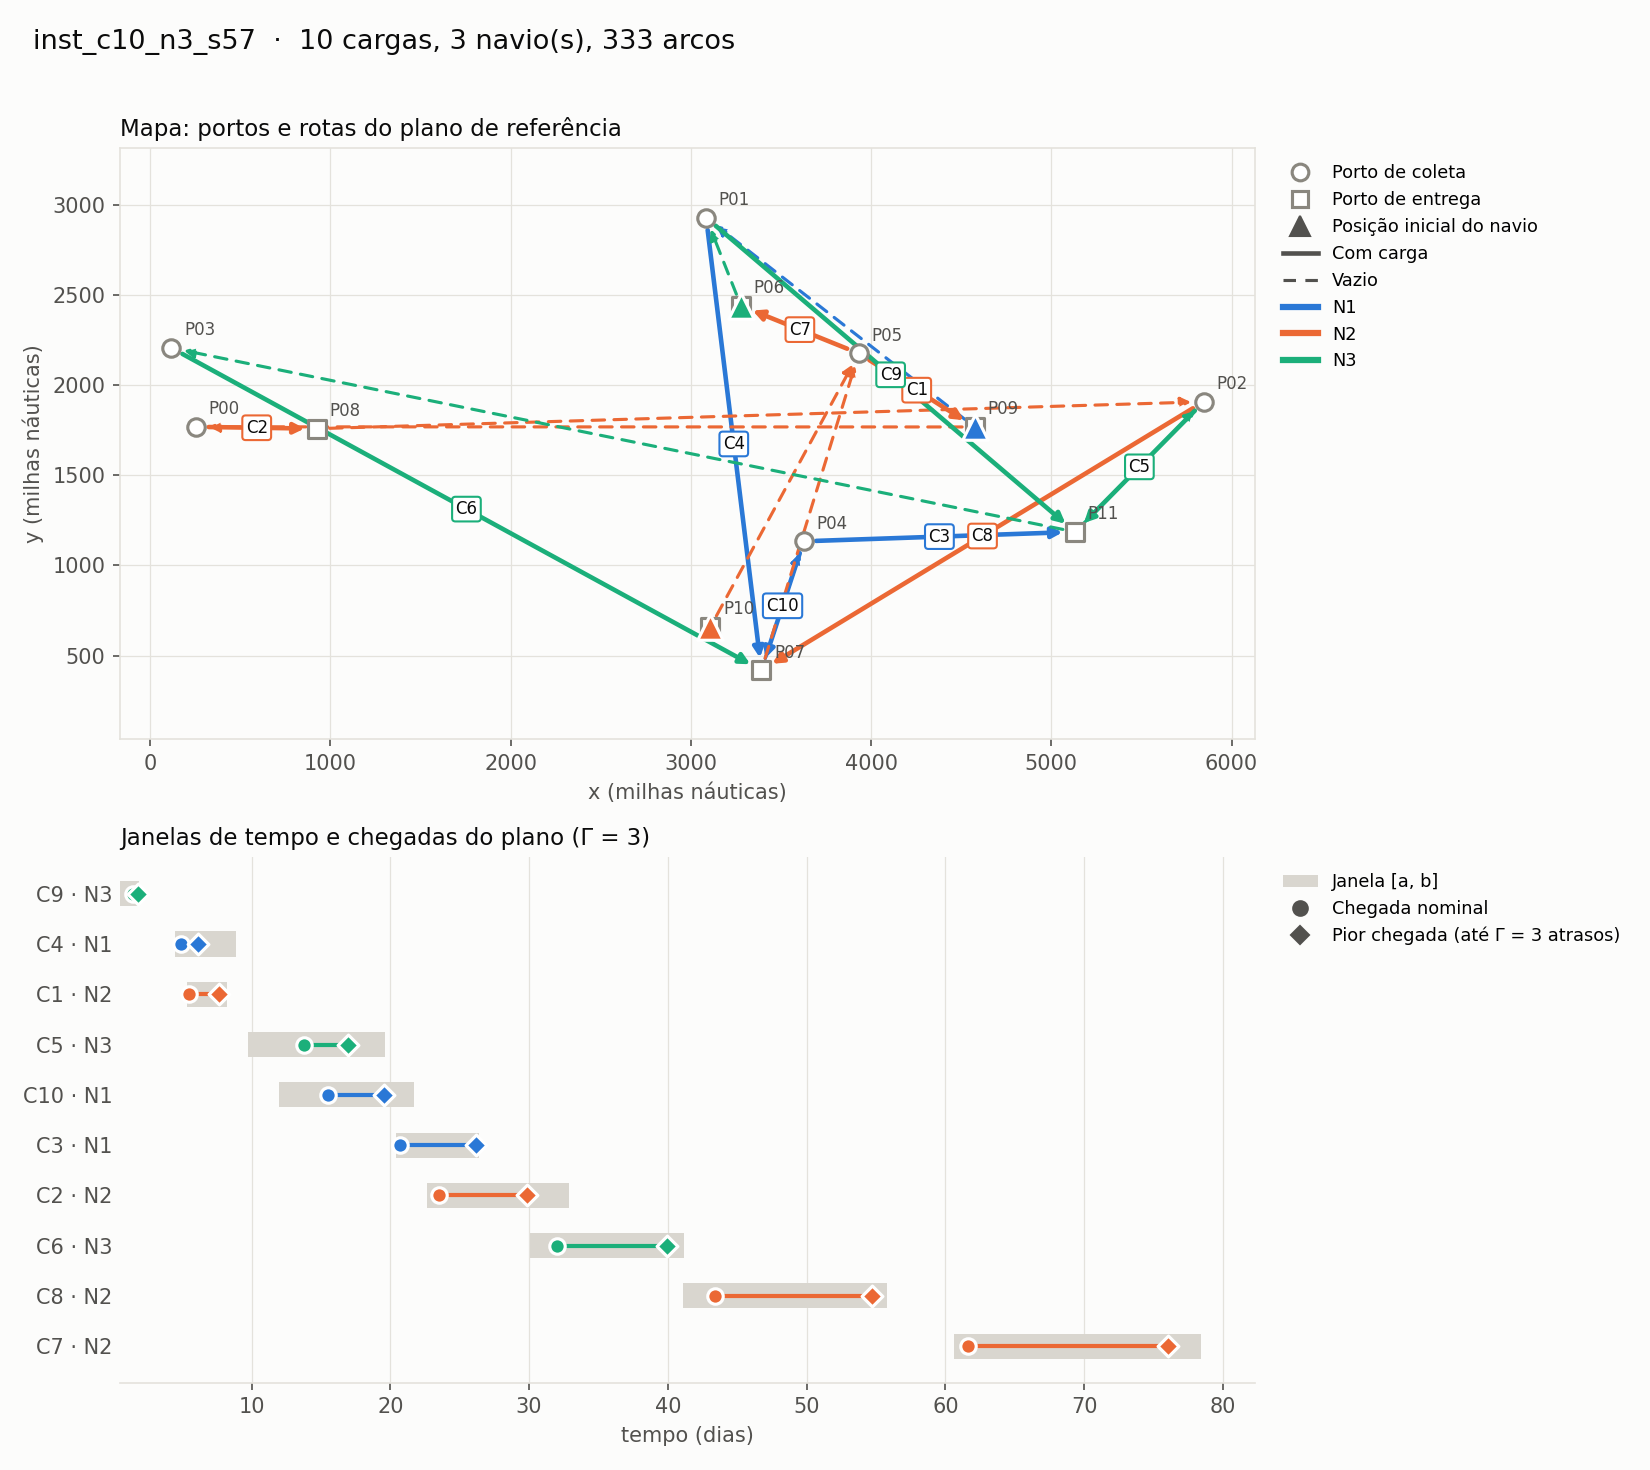 inst_c10_n3_s57  ·  10 cargas, 3 navio(s), 333 arcos
Mapa: portos e rotas do plano de referência
y (milhas náuticas)
3000
2500
2000
1500
1000
500
0
1000
2000
3000
4000
5000
6000
x (milhas náuticas)
P01
P06
P03
P05
P02
P00
P08
P09
P04
P11
P10
P07
C7
C9
C1
C2
C4
C5
C6
C3
C8
C10
Porto de coleta
Porto de entrega
Posição inicial do navio
Com carga
Vazio
N1
N2
N3
Janelas de tempo e chegadas do plano (Γ = 3)
C9 · N3
C4 · N1
C1 · N2
C5 · N3
C10 · N1
C3 · N1
C2 · N2
C6 · N3
C8 · N2
C7 · N2
10
20
30
40
50
60
70
80
tempo (dias)
Janela [a, b]
Chegada nominal
Pior chegada (até Γ = 3 atrasos)